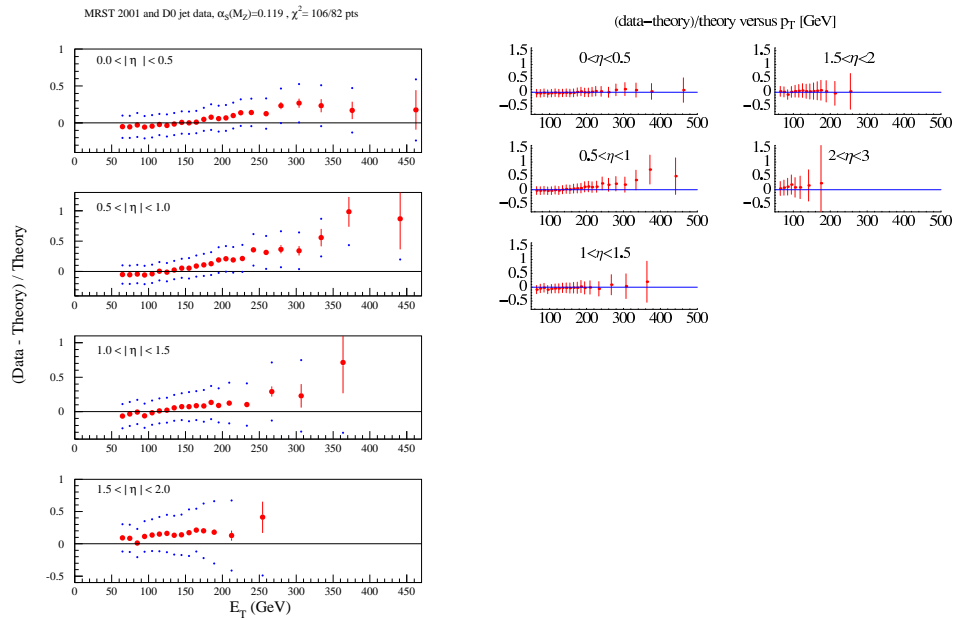 MRST 2001 and D0 jet data, α_S(M_Z)=0.119 , χ²= 106/82 pts
(Data - Theory) / Theory
0.0 < | η | < 0.5
1
0.5
0
0 50 100 150 200 250 300 350 400 450
0.5 < | η | < 1.0
1
0.5
0
0 50 100 150 200 250 300 350 400 450
1.0 < | η | < 1.5
1
0.5
0
0 50 100 150 200 250 300 350 400 450
1.5 < | η | < 2.0
1
0.5
0
-0.5
0 50 100 150 200 250 300 350 400 450
E_T (GeV)
(data−theory)/theory versus p_T [GeV]
0<η<0.5
1.5
1
0.5
0
−0.5
100 200 300 400 500
1.5<η<2
1.5
1
0.5
0
−0.5
100 200 300 400 500
0.5<η<1
1.5
1
0.5
0
−0.5
100 200 300 400 500
2<η<3
1.5
1
0.5
0
−0.5
100 200 300 400 500
1<η<1.5
1.5
1
0.5
0
−0.5
100 200 300 400 500